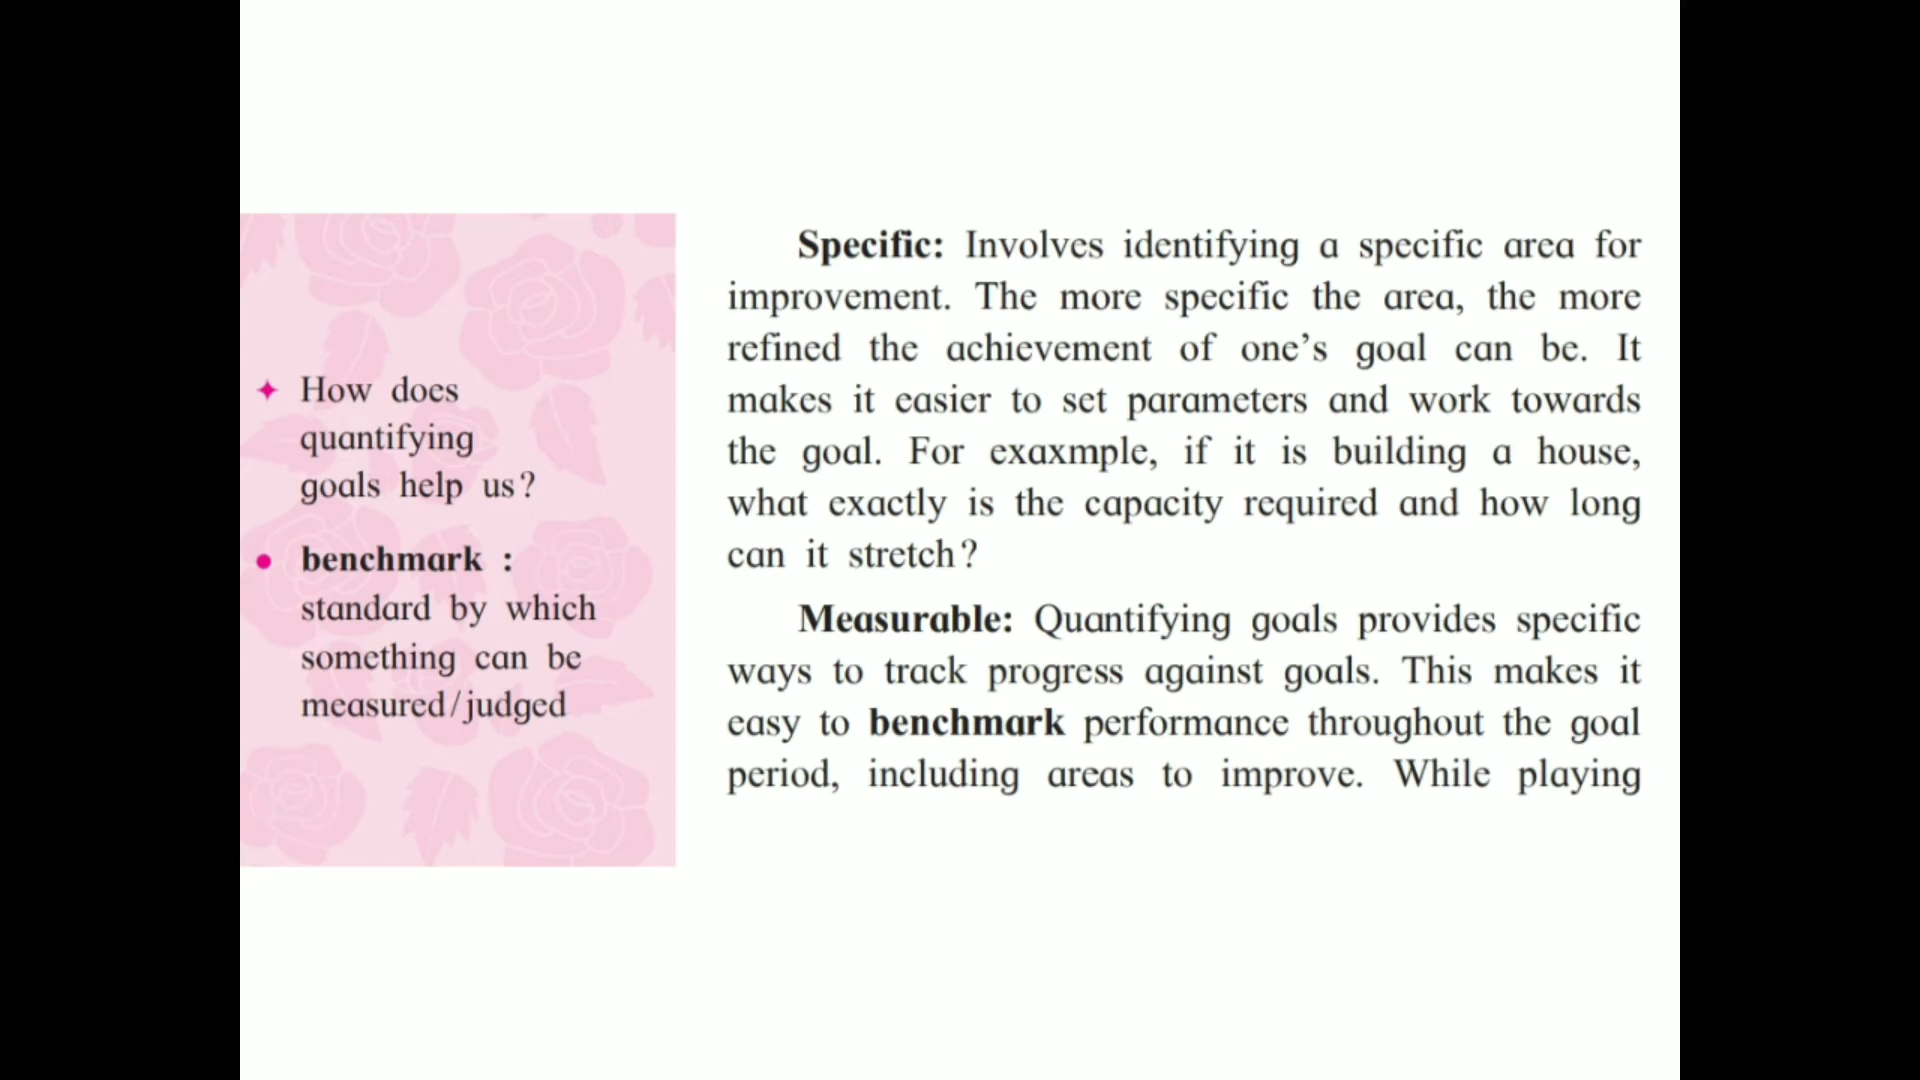 How does
quantifying
goals help us?
benchmark :
standard by which
something can be
measured/judged
Specific: Involves identifying a specific area for
improvement. The more specific the area, the more
refined the achievement of one's goal can be. It
makes it easier to set parameters and work towards
the goal. For exaxmple, if it is building a house,
what exactly is the capacity required and how long
can it stretch?
Measurable: Quantifying goals provides specific
ways to track progress against goals. This makes it
easy to benchmark performance throughout the goal
period, including areas to improve. While playing